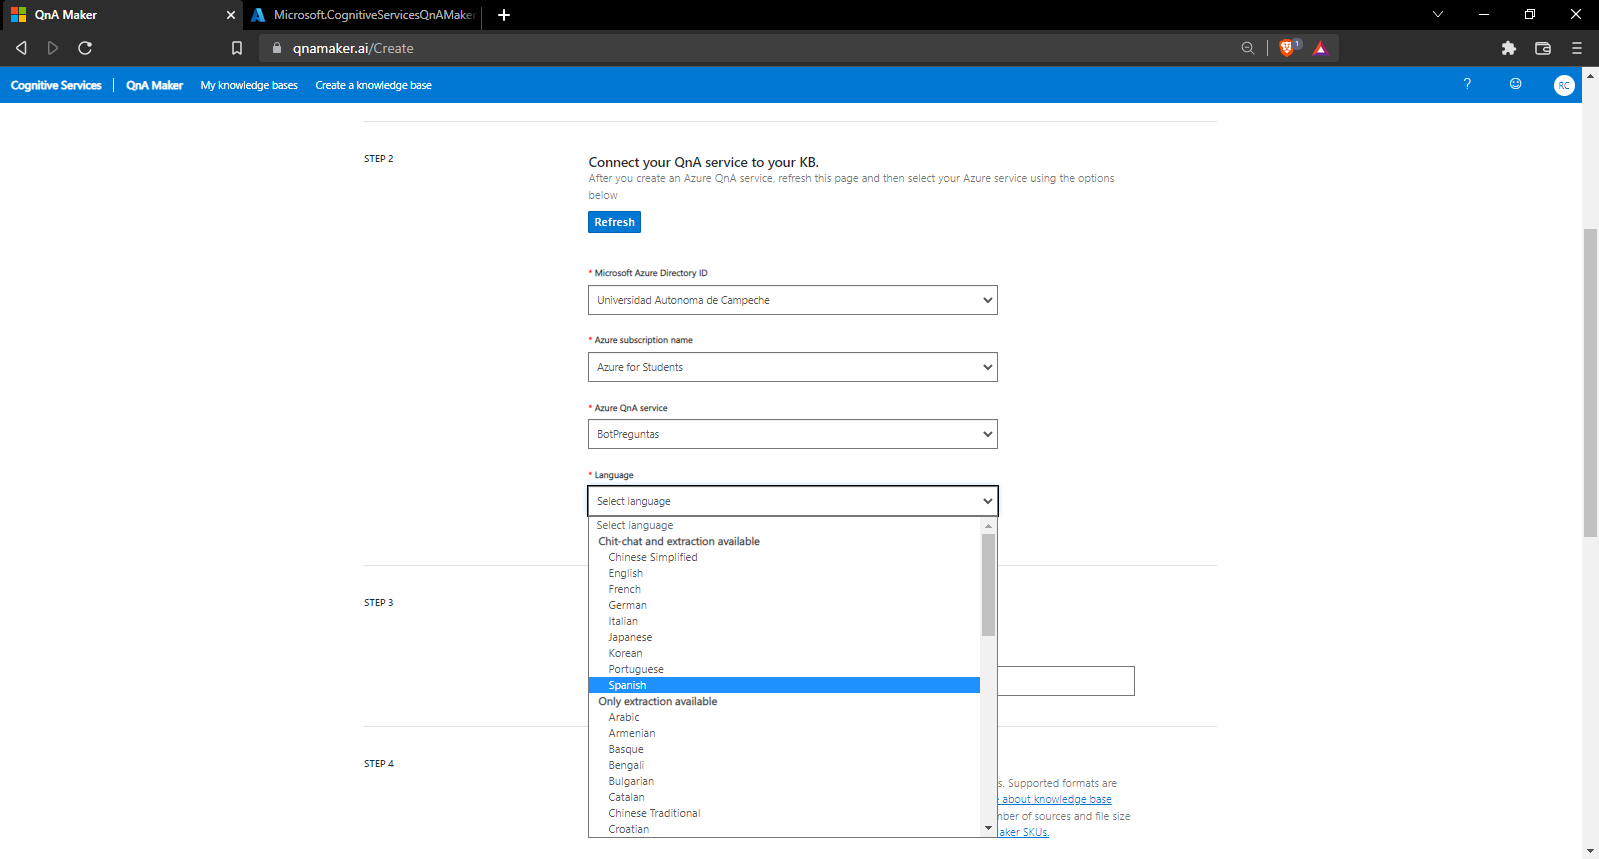 QnA Maker
Microsoft.CognitiveServicesQnAMake
qnamaker.ai/Create
1
Cognitive Services
QnA Maker
My knowledge bases
Create a knowledge base
?
RC
STEP 2
Connect your QnA service to your KB.
After you create an Azure QnA service, refresh this page and then select your Azure service using the options
below
Refresh
* Microsoft Azure Directory ID
Universidad Autonoma de Campeche
* Azure subscription name
Azure for Students
* Azure QnA service
BotPreguntas
* Language
Select language
Select language
Chit-chat and extraction available
Chinese Simplified
English
French
German
Italian
Japanese
Korean
Portuguese
Spanish
Only extraction available
Arabic
Armenian
Basque
Bengali
Bulgarian
Catalan
Chinese Traditional
Croatian
STEP 3
STEP 4
s. Supported formats are
about knowledge base
nber of sources and file size
aker SKUs.